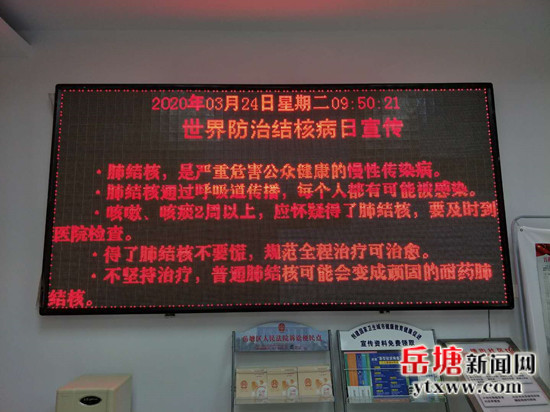 2020年03月24日星期二09:50:21
世界防治结核病日宣传
·肺结核，是严重危害公众健康的慢性传染病。
·肺结核通过呼吸道传播，每个人都有可能被感染。
·咳嗽、咳痰2周以上，应怀疑得了肺结核，要及时到
医院检查。
·得了肺结核不要慌，规范全程治疗可治愈。
·不坚持治疗，普通肺结核可能会变成顽固的耐药肺
结核。
宣传资料免费领取
岳塘新闻网
ytxww.com